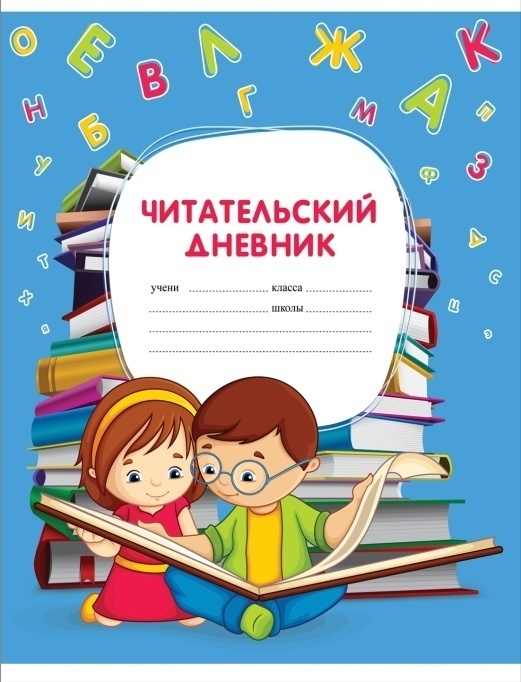 О Е В Л Ж К
Н Б Г М А П
У Ф З
И Д
Т С
Х Ц
Я Э
ЧИТАТЕЛЬСКИЙ
ДНЕВНИК
учени ........................ класса ....................
.................................... школы ....................
....................................................................
....................................................................